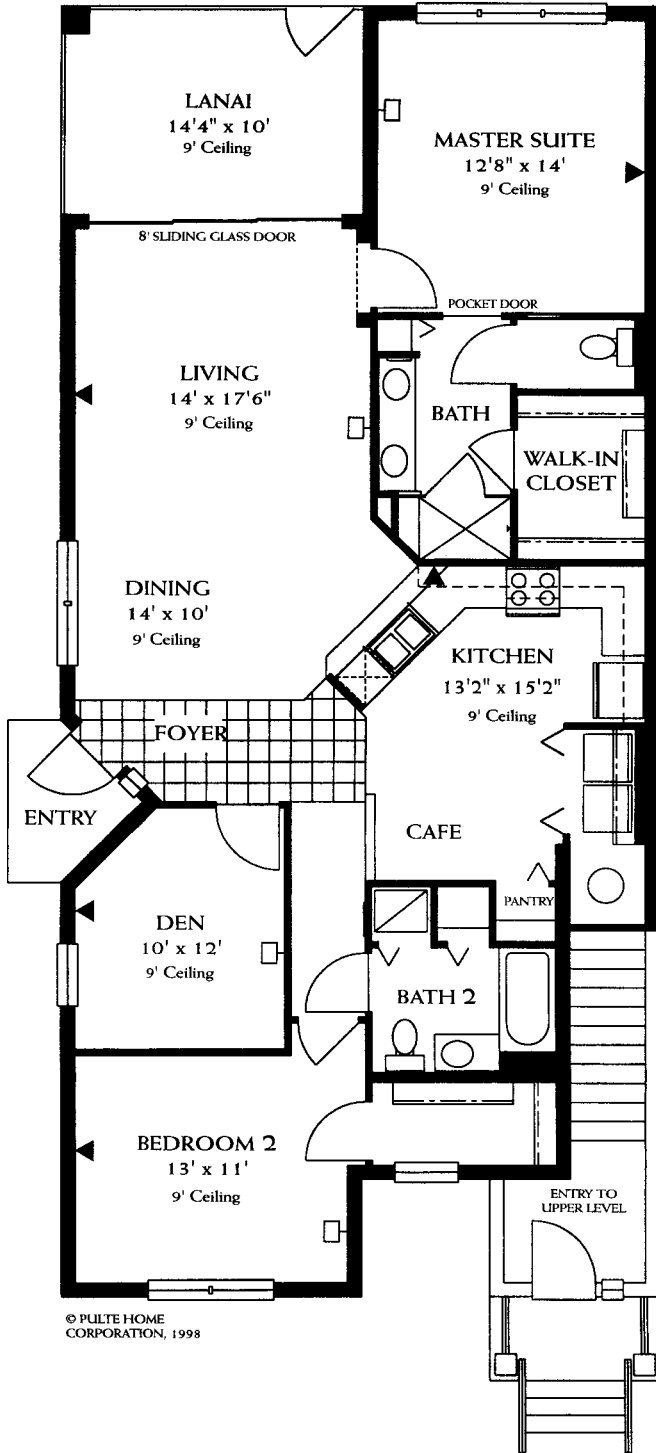 LANAI
14'4" x 10'
9' Ceiling
MASTER SUITE
12'8" x 14'
9' Ceiling
8' SLIDING GLASS DOOR
POCKET DOOR
LIVING
14' x 17'6"
9' Ceiling
BATH
WALK-IN
CLOSET
DINING
14' x 10'
9' Ceiling
KITCHEN
13'2" x 15'2"
9' Ceiling
FOYER
ENTRY
CAFE
PANTRY
DEN
10' x 12'
9' Ceiling
BATH 2
BEDROOM 2
13' x 11'
9' Ceiling
ENTRY TO
UPPER LEVEL
© PULTE HOME
CORPORATION, 1998